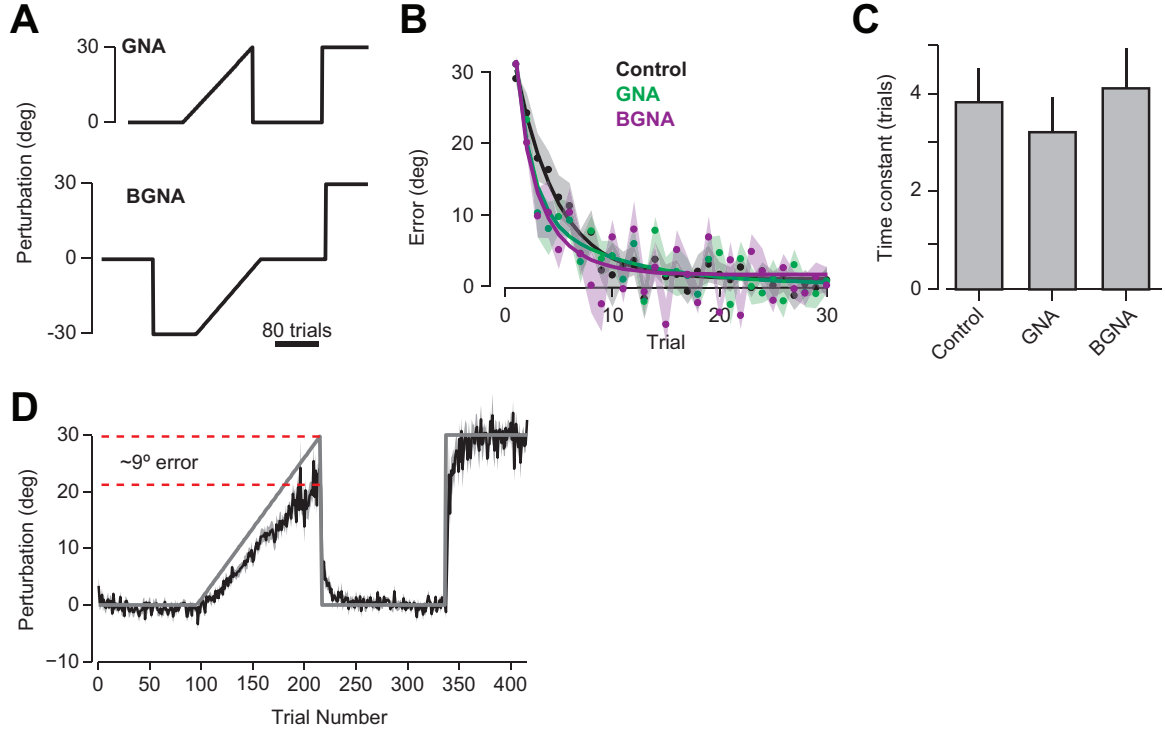 A
GNA
30
0
Perturbation (deg)
BGNA
30
0
-30
80 trials
B
Control
GNA
BGNA
Error (deg)
30
20
10
0
0
10
20
30
Trial
C
Time constant (trials)
4
2
0
Control
GNA
BGNA
D
Perturbation (deg)
30
20
10
0
−10
~9º error
0
50
100
150
200
250
300
350
400
Trial Number